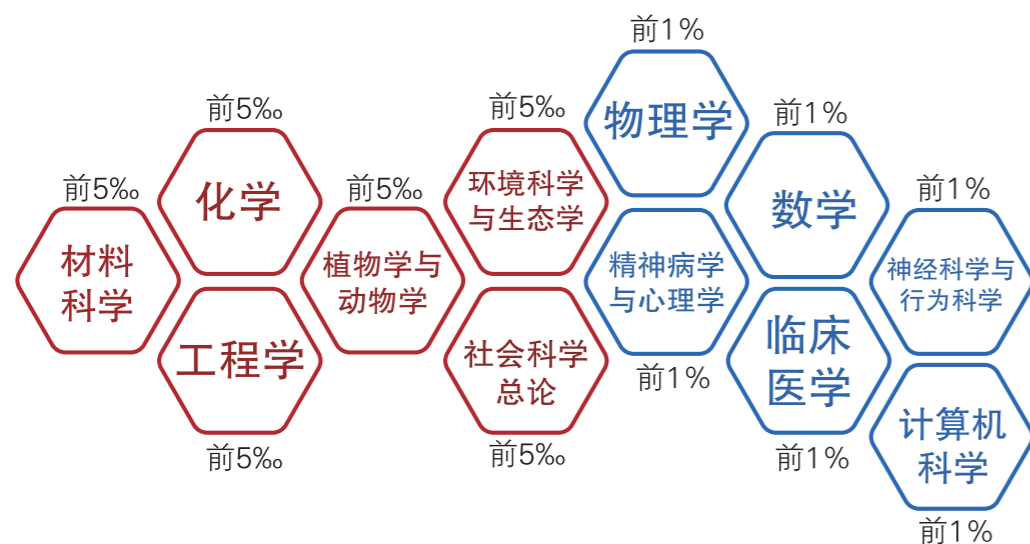 前5‰
材料
科学
前5‰
化学
工程学
前5‰
前5‰
植物学与
动物学
前5‰
环境科学
与生态学
社会科学
总论
前5‰
前1%
物理学
精神病学
与心理学
前1%
前1%
数学
临床
医学
前1%
前1%
神经科学与
行为科学
计算机
科学
前1%